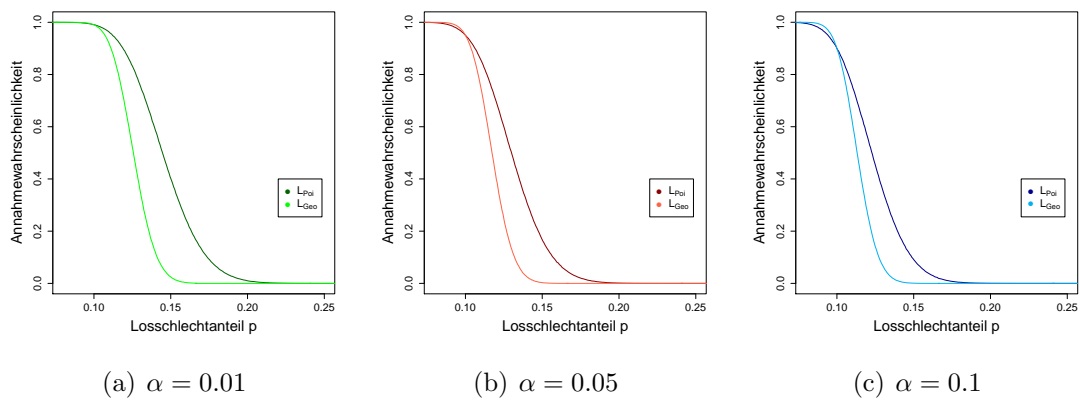 1.0
0.8
0.6
0.4
0.2
0.0
Annahmewahrscheinlichkeit
L_Poi
L_Geo
0.10 0.15 0.20 0.25
Losschlechtanteil p
(a) α = 0.01
1.0
0.8
0.6
0.4
0.2
0.0
Annahmewahrscheinlichkeit
L_Poi
L_Geo
0.10 0.15 0.20 0.25
Losschlechtanteil p
(b) α = 0.05
1.0
0.8
0.6
0.4
0.2
0.0
Annahmewahrscheinlichkeit
L_Poi
L_Geo
0.10 0.15 0.20 0.25
Losschlechtanteil p
(c) α = 0.1